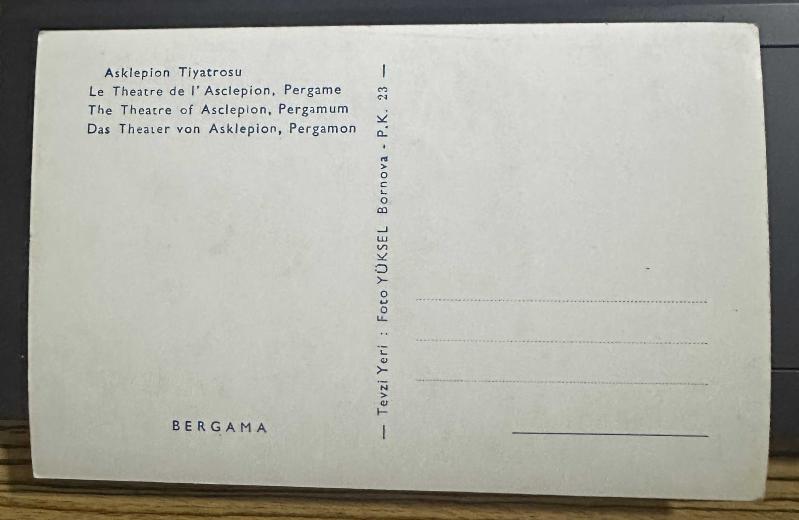 Asklepion Tiyatrosu
Le Theatre de l' Asclepion, Pergame
The Theatre of Asclepion, Pergamum
Das Theater von Asklepion, Pergamon
BERGAMA
— Tevzi Yeri : Foto YÜKSEL Bornova - P.K. 23 —